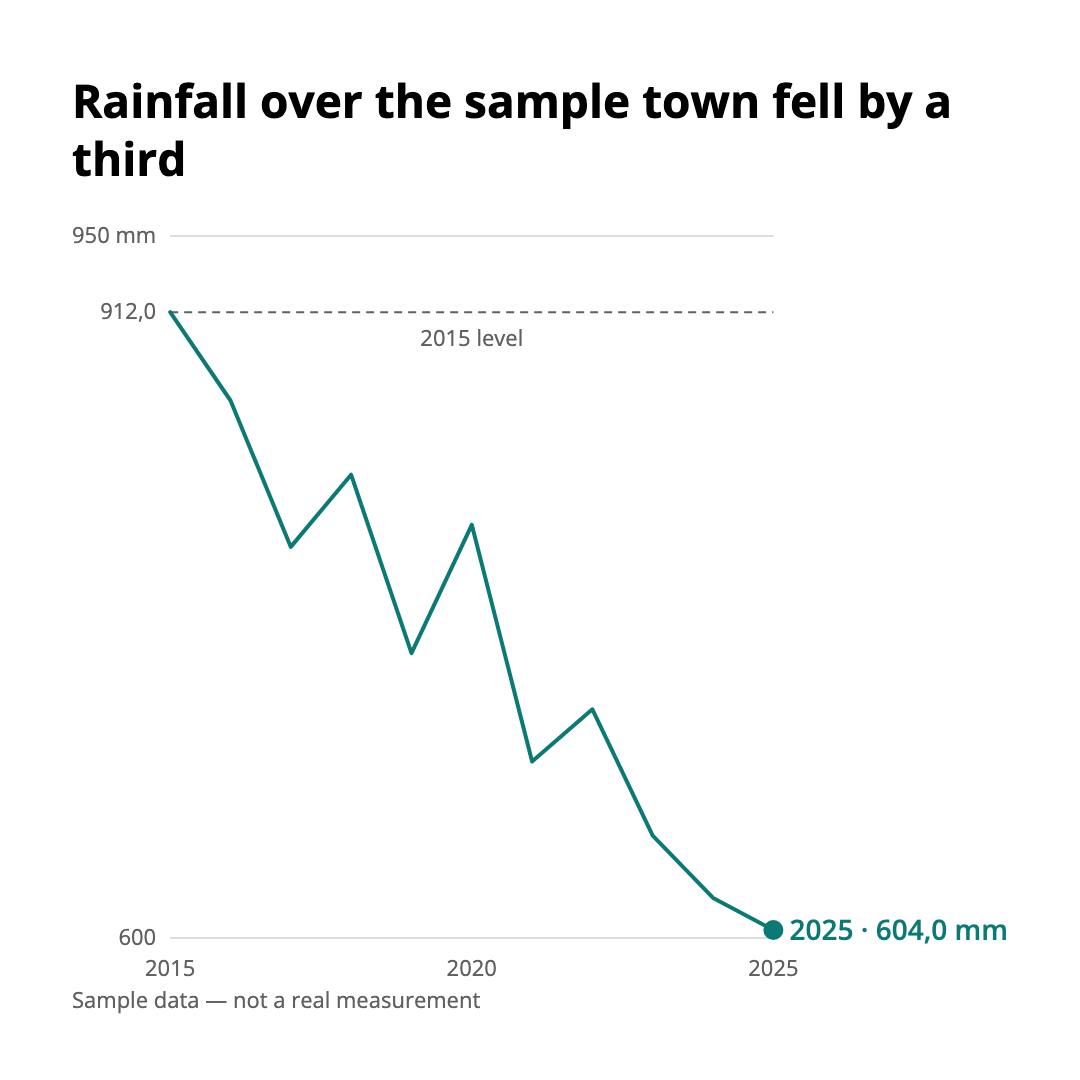 Rainfall over the sample town fell by a
third
950 mm
912,0
2015 level
600
2025 · 604,0 mm
2015
2020
2025
Sample data — not a real measurement